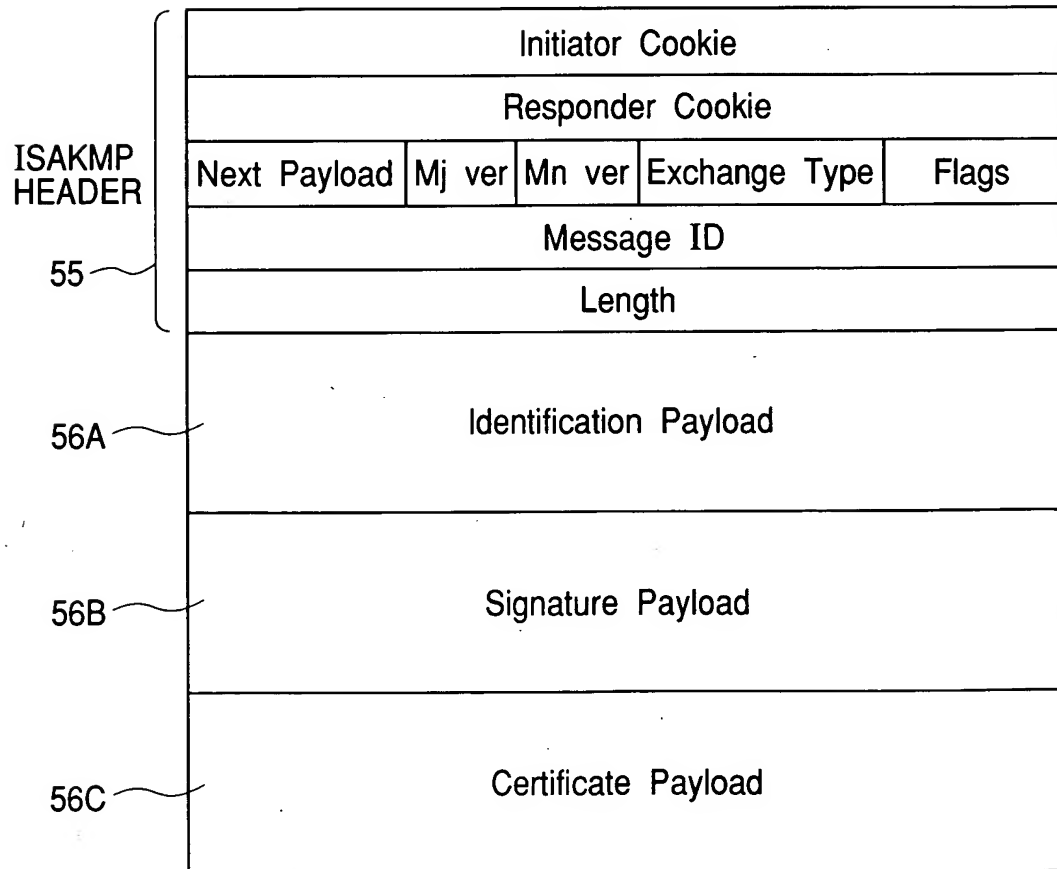 Initiator Cookie
Responder Cookie
ISAKMP
HEADER
Next Payload Mj ver Mn ver Exchange Type Flags
Message ID
55
Length
56A
Identification Payload
56B
Signature Payload
56C
Certificate Payload